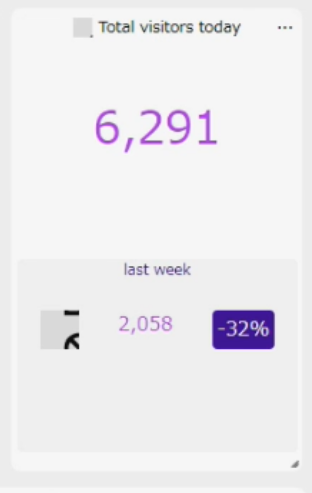 Total visitors today ...
6,291
last week
2,058 -32%